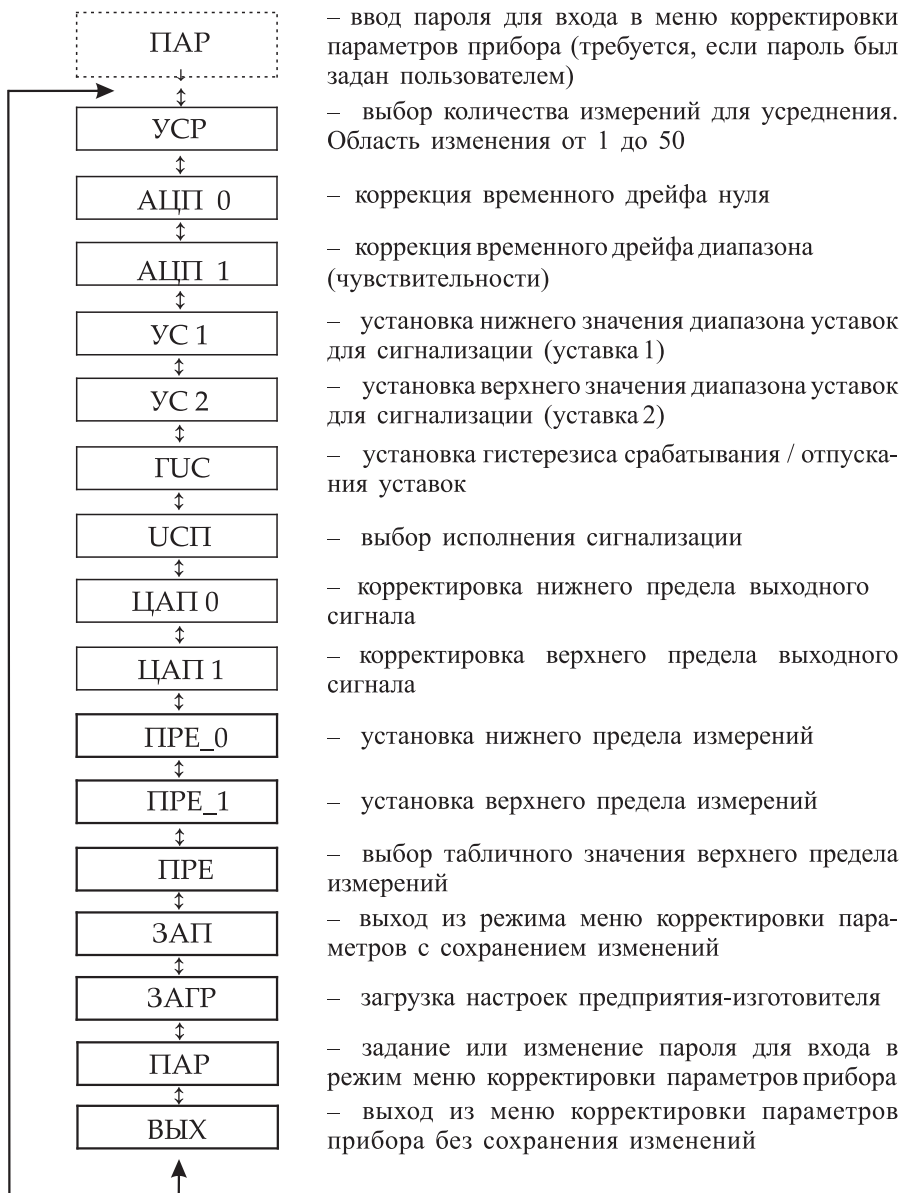 ПАР
– ввод пароля для входа в меню корректировки
параметров прибора (требуется, если пароль был
задан пользователем)
УСР
– выбор количества измерений для усреднения.
Область изменения от 1 до 50
АЦП 0
– коррекция временного дрейфа нуля
АЦП 1
– коррекция временного дрейфа диапазона
(чувствительности)
УС 1
– установка нижнего значения диапазона уставок
для сигнализации (уставка 1)
УС 2
– установка верхнего значения диапазона уставок
для сигнализации (уставка 2)
ГUC
– установка гистерезиса срабатывания / отпуска-
ния уставок
UСП
– выбор исполнения сигнализации
ЦАП 0
– корректировка нижнего предела выходного
сигнала
ЦАП 1
– корректировка верхнего предела выходного
сигнала
ПРЕ_0
– установка нижнего предела измерений
ПРЕ_1
– установка верхнего предела измерений
ПРЕ
– выбор табличного значения верхнего предела
измерений
ЗАП
– выход из режима меню корректировки пара-
метров с сохранением изменений
ЗАГР
– загрузка настроек предприятия-изготовителя
ПАР
– задание или изменение пароля для входа в
режим меню корректировки параметров прибора
ВЫХ
– выход из меню корректировки параметров
прибора без сохранения изменений